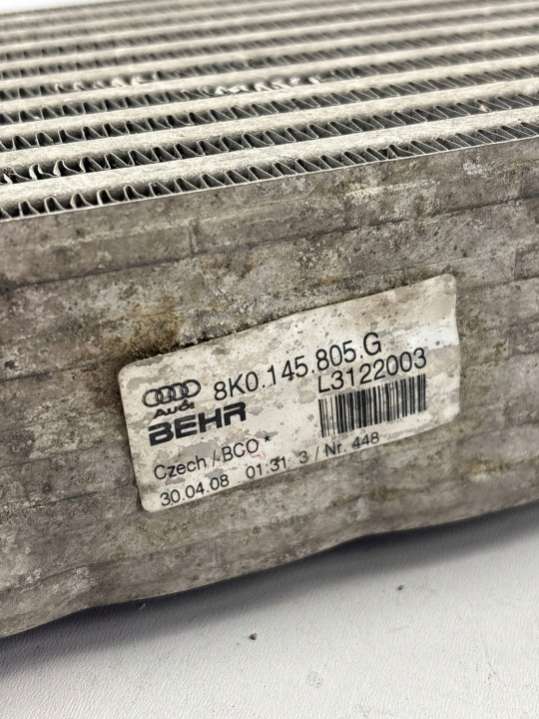 8K0.145.805.G
Audi
L3122003
BEHR
Czech / BCO *
30.04.08 01:31 3 / Nr. 448